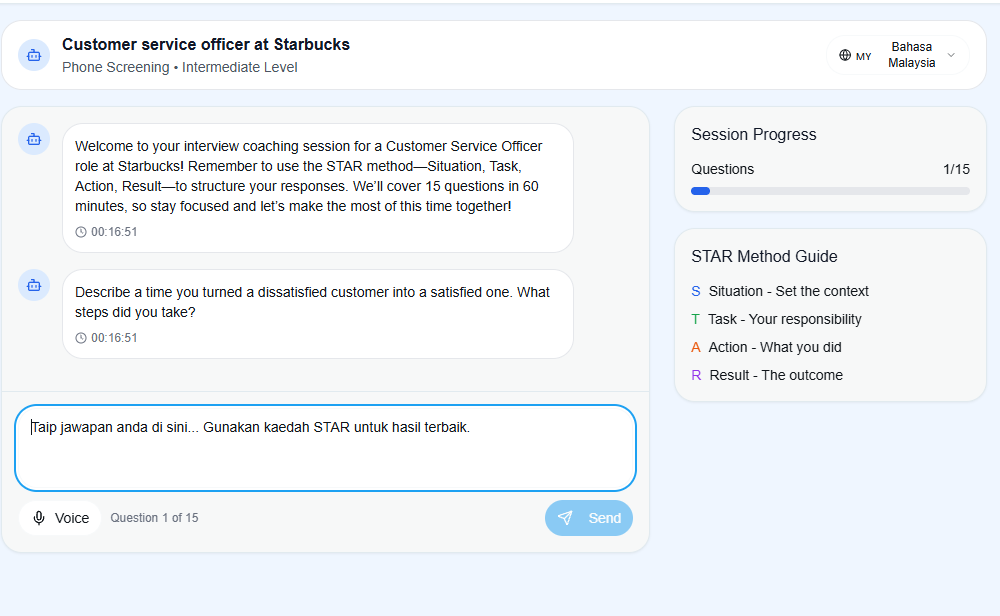 Customer service officer at Starbucks
Phone Screening • Intermediate Level
MY
Bahasa
Malaysia
Welcome to your interview coaching session for a Customer Service Officer
role at Starbucks! Remember to use the STAR method—Situation, Task,
Action, Result—to structure your responses. We’ll cover 15 questions in 60
minutes, so stay focused and let’s make the most of this time together!
00:16:51
Describe a time you turned a dissatisfied customer into a satisfied one. What
steps did you take?
00:16:51
Taip jawapan anda di sini... Gunakan kaedah STAR untuk hasil terbaik.
Voice
Question 1 of 15
Send
Session Progress
Questions 1/15
STAR Method Guide
S Situation - Set the context
T Task - Your responsibility
A Action - What you did
R Result - The outcome